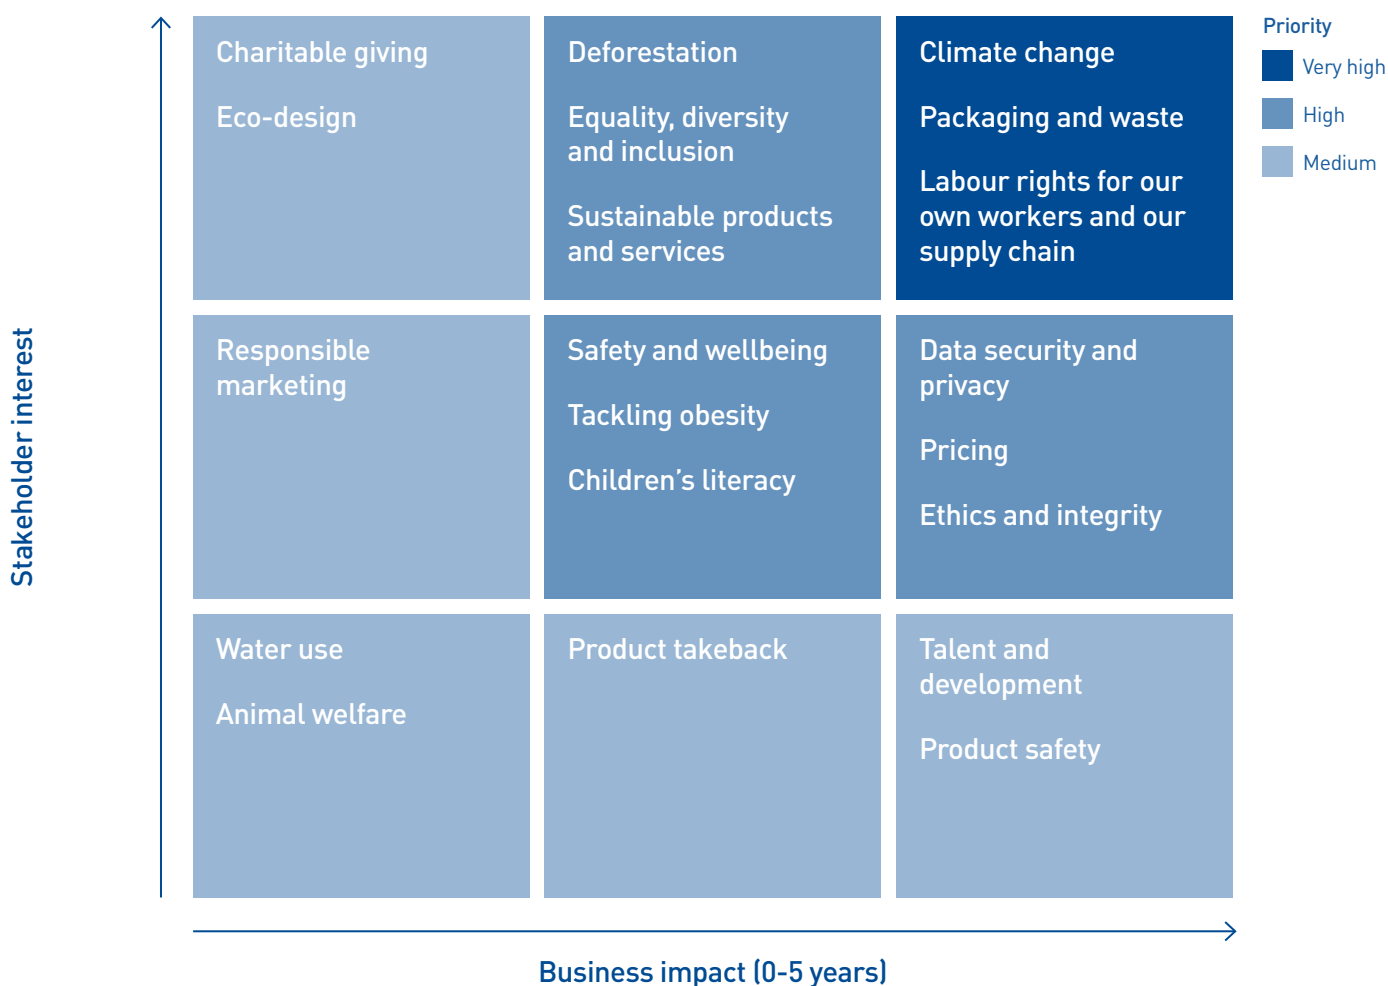 Stakeholder interest
Charitable giving
Eco-design
Deforestation
Equality, diversity
and inclusion
Sustainable products
and services
Climate change
Packaging and waste
Labour rights for our
own workers and our
supply chain
Priority
Very high
High
Medium
Responsible
marketing
Safety and wellbeing
Tackling obesity
Children’s literacy
Data security and
privacy
Pricing
Ethics and integrity
Water use
Animal welfare
Product takeback
Talent and
development
Product safety
Business impact (0-5 years)